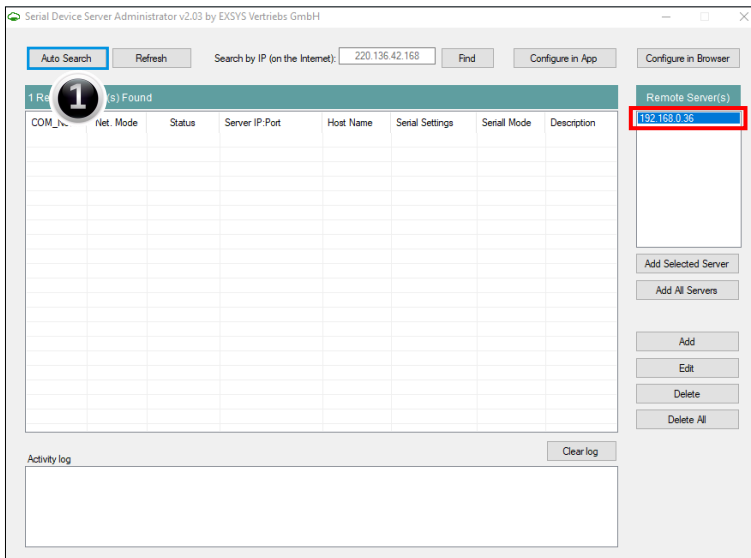 Serial Device Server Administrator v2.03 by EXSYS Vertriebs GmbH
Auto Search Refresh Search by IP (on the Internet): 220.136.42.168 Find Configure in App Configure in Browser
1 (s) Found Remote Server(s)
Net. Mode Status Server IP:Port Host Name Serial Settings Seriall Mode Description
192.168.0.36
1
Add Selected Server
Add All Servers
Add
Edit
Delete
Delete All
Clear log
Activity log